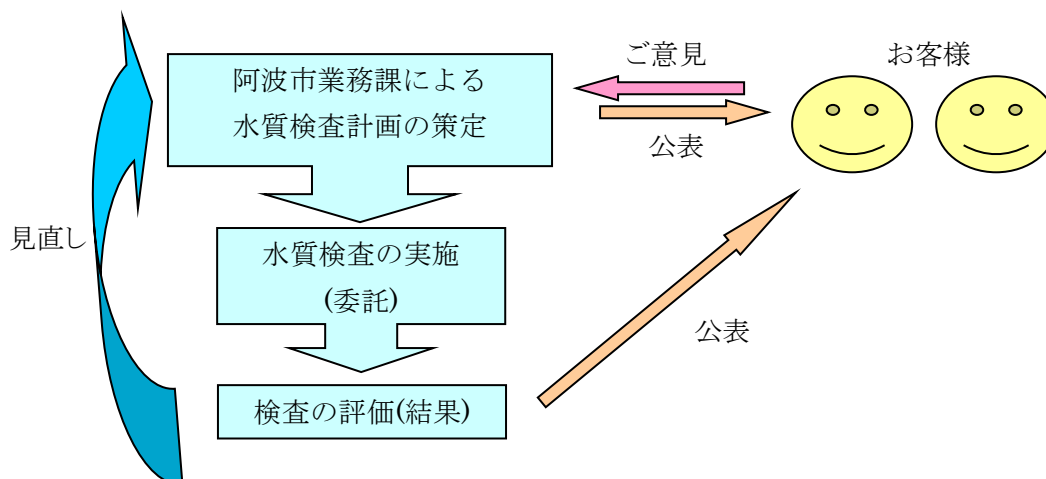 ご意見
お客様
阿波市業務課による
水質検査計画の策定
公表
見直し
水質検査の実施
(委託)
公表
検査の評価(結果)